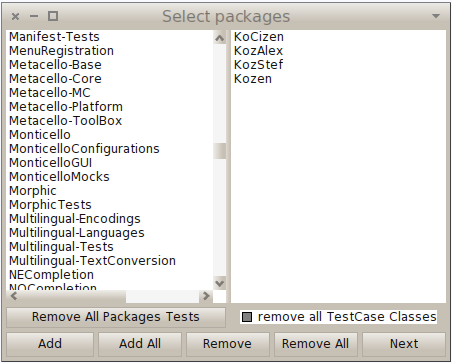 Select packages
Manifest-Tests
MenuRegistration
Metacello-Base
Metacello-Core
Metacello-MC
Metacello-Platform
Metacello-ToolBox
Monticello
MonticelloConfigurations
MonticelloGUI
MonticelloMocks
Morphic
MorphicTests
Multilingual-Encodings
Multilingual-Languages
Multilingual-Tests
Multilingual-TextConversion
NECompletion
NOCompletion
KoCizen
KozAlex
KozStef
Kozen
Remove All Packages Tests
remove all TestCase Classes
Add
Add All
Remove
Remove All
Next